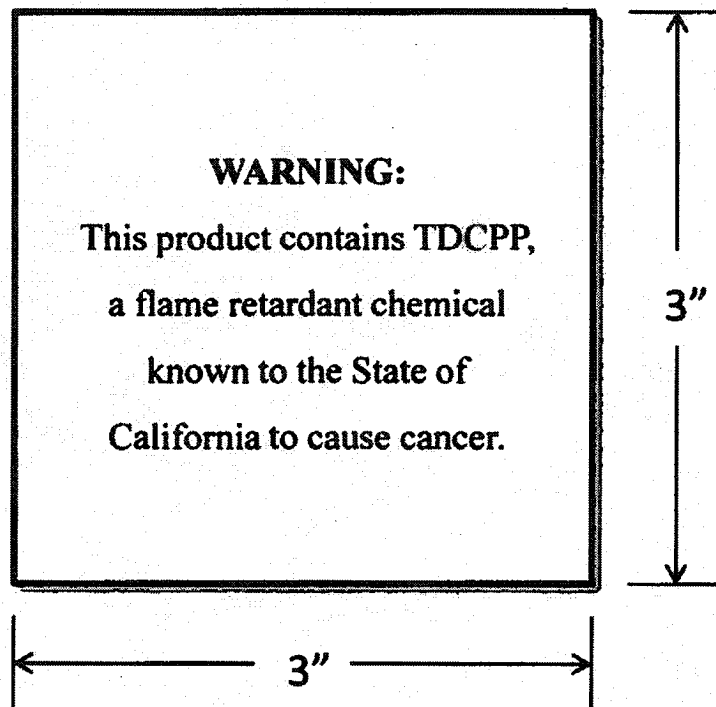 WARNING:
This product contains TDCPP,
a flame retardant chemical
known to the State of
California to cause cancer.
3"
3"